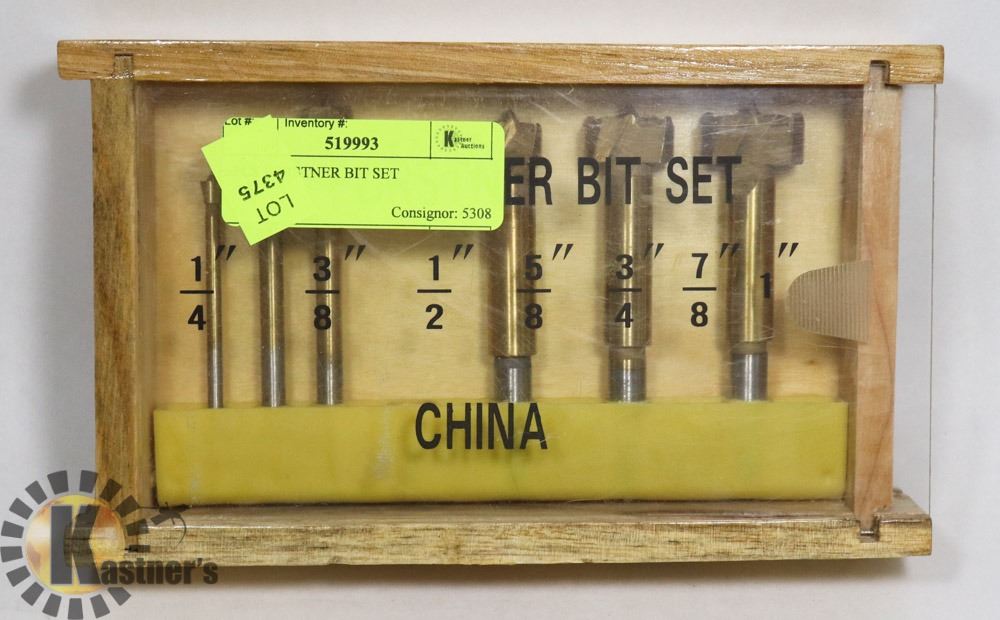 Lot #: Inventory #:
519993
Kastner Auctions
TNER BIT SET
Consignor: 5308
LOT 4375
ER BIT SET
1/4" 3/8" 1/2" 5/8" 3/4" 7/8" 1"
CHINA
Kastner's